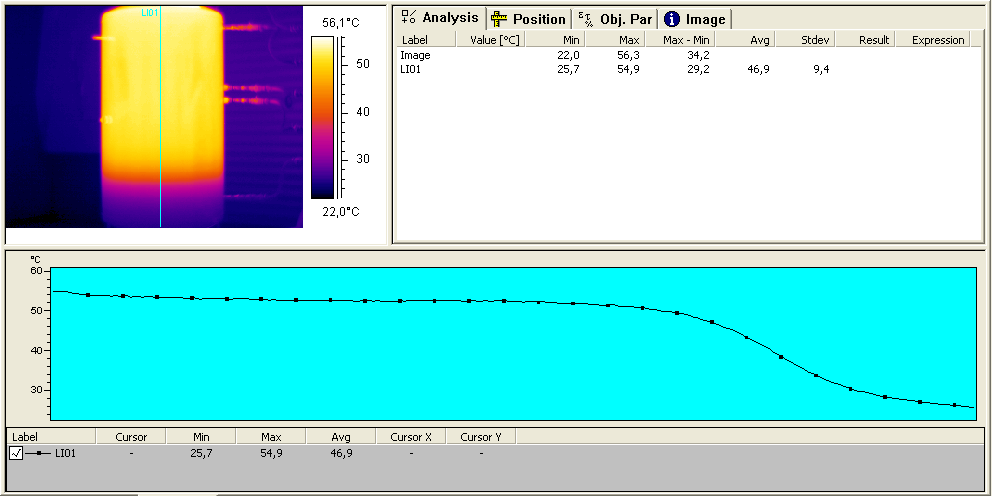 LI01
56,1°C
50
40
30
22,0°C
Analysis Position Obj. Par Image
Label Value [°C] Min Max Max - Min Avg Stdev Result Expression
Image 22,0 56,3 34,2
LI01 25,7 54,9 29,2 46,9 9,4
°C
60
50
40
30
Label Cursor Min Max Avg Cursor X Cursor Y
LI01 - 25,7 54,9 46,9 - -